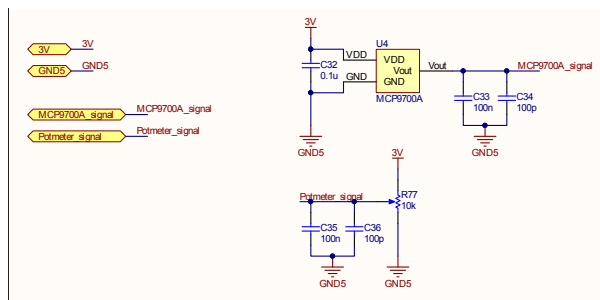 3V
3V
GND5
GND5
MCP9700A_signal
MCP9700A_signal
Potmeter_signal
Potmeter_signal
3V
U4
C32
0.1u
VDD
VDD
Vout
GND
GND
MCP9700A
Vout
MCP9700A_signal
C33
100n
C34
100p
GND5
GND5
3V
Potmeter_signal
R77
10k
C35
100n
C36
100p
GND5
GND5